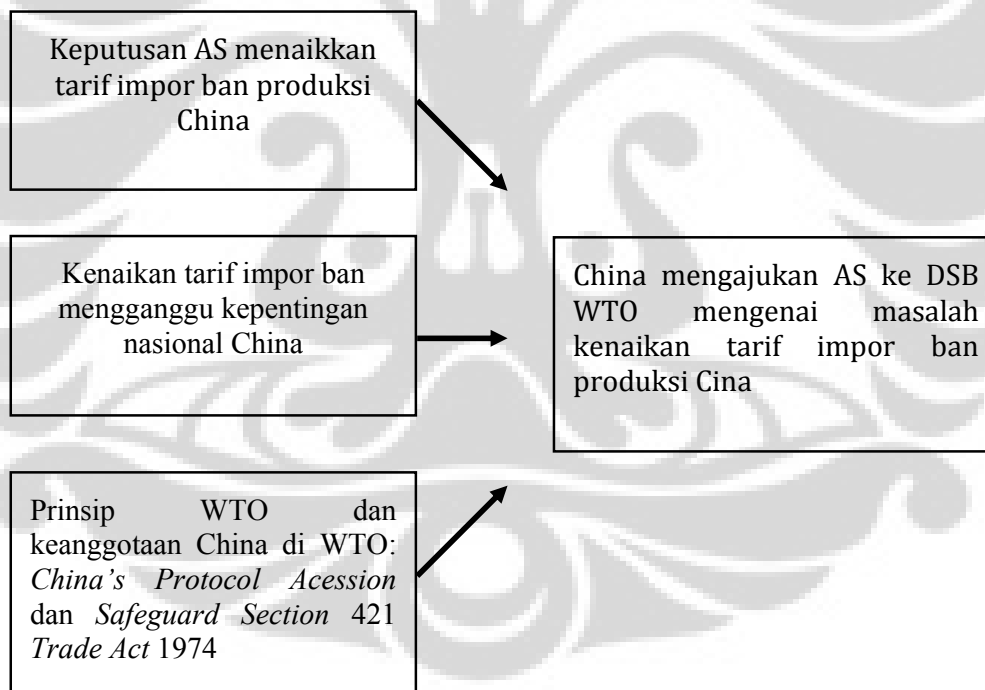 Keputusan AS menaikkan
tarif impor ban produksi
China
Kenaikan tarif impor ban
mengganggu kepentingan
nasional China
China mengajukan AS ke DSB
WTO mengenai masalah
kenaikan tarif impor ban
produksi Cina
Prinsip WTO dan
keanggotaan China di WTO:
China’s Protocol Acession
dan Safeguard Section 421
Trade Act 1974